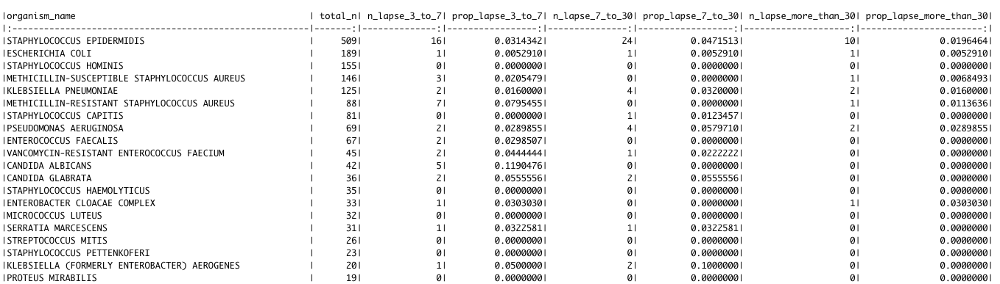 |organism_name | total_n| n_lapse_3_to_7| prop_lapse_3_to_7| n_lapse_7_to_30| prop_lapse_7_to_30| n_lapse_more_than_30| prop_lapse_more_than_30|
|:----------------------------------------------------------|-------:|--------------:|-----------------:|---------------:|------------------:|--------------------:|-----------------------:|
|STAPHYLOCOCCUS EPIDERMIDIS | 509| 16| 0.0314342| 24| 0.0471513| 10| 0.0196464|
|ESCHERICHIA COLI | 189| 1| 0.0052910| 1| 0.0052910| 1| 0.0052910|
|STAPHYLOCOCCUS HOMINIS | 155| 0| 0.0000000| 0| 0.0000000| 0| 0.0000000|
|METHICILLIN-SUSCEPTIBLE STAPHYLOCOCCUS AUREUS | 146| 3| 0.0205479| 0| 0.0000000| 1| 0.0068493|
|KLEBSIELLA PNEUMONIAE | 125| 2| 0.0160000| 4| 0.0320000| 2| 0.0160000|
|METHICILLIN-RESISTANT STAPHYLOCOCCUS AUREUS | 88| 7| 0.0795455| 0| 0.0000000| 1| 0.0113636|
|STAPHYLOCOCCUS CAPITIS | 81| 0| 0.0000000| 1| 0.0123457| 0| 0.0000000|
|PSEUDOMONAS AERUGINOSA | 69| 2| 0.0289855| 4| 0.0579710| 2| 0.0289855|
|ENTEROCOCCUS FAECALIS | 67| 2| 0.0298507| 0| 0.0000000| 0| 0.0000000|
|VANCOMYCIN-RESISTANT ENTEROCOCCUS FAECIUM | 45| 2| 0.0444444| 1| 0.0222222| 0| 0.0000000|
|CANDIDA ALBICANS | 42| 5| 0.1190476| 0| 0.0000000| 0| 0.0000000|
|CANDIDA GLABRATA | 36| 2| 0.0555556| 2| 0.0555556| 0| 0.0000000|
|STAPHYLOCOCCUS HAEMOLYTICUS | 35| 0| 0.0000000| 0| 0.0000000| 0| 0.0000000|
|ENTEROBACTER CLOACAE COMPLEX | 33| 1| 0.0303030| 0| 0.0000000| 1| 0.0303030|
|MICROCOCCUS LUTEUS | 32| 0| 0.0000000| 0| 0.0000000| 0| 0.0000000|
|SERRATIA MARCESCENS | 31| 1| 0.0322581| 1| 0.0322581| 0| 0.0000000|
|STREPTOCOCCUS MITIS | 26| 0| 0.0000000| 0| 0.0000000| 0| 0.0000000|
|STAPHYLOCOCCUS PETTENKOFERI | 23| 0| 0.0000000| 0| 0.0000000| 0| 0.0000000|
|KLEBSIELLA (FORMERLY ENTEROBACTER) AEROGENES | 20| 1| 0.0500000| 2| 0.1000000| 0| 0.0000000|
|PROTEUS MIRABILIS | 19| 0| 0.0000000| 0| 0.0000000| 0| 0.0000000|